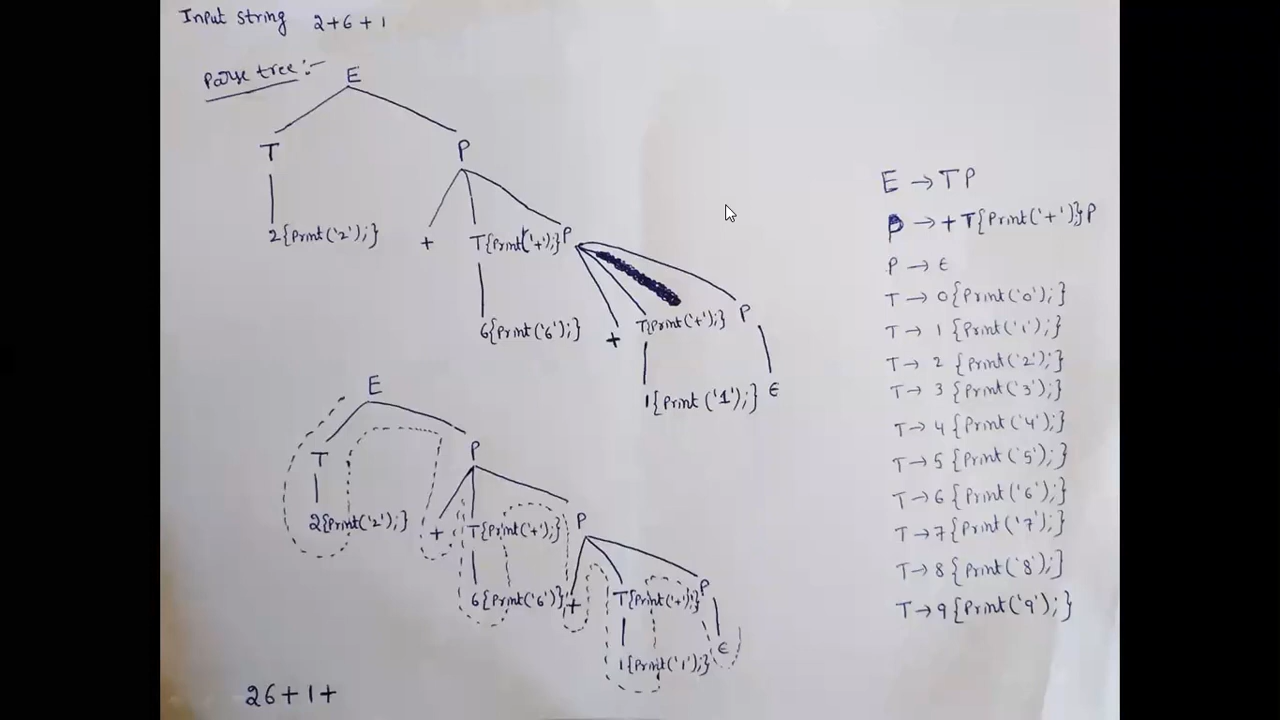 Input string 2+6+1
Parse tree:-
E
T P
2{Print('2');} + T{Print('+');} P
6{Print('6');} + T{Print('+');} P
1{Print('1');} ε
E
T P
2{Print('2');} + T{Print('+');} P
6{Print('6');} + T{Print('+');} P
1{Print('1');} ε
26+1+
E → TP
P → +T{Print('+');}P
P → ε
T → 0{Print('0');}
T → 1{Print('1');}
T → 2{Print('2');}
T → 3{Print('3');}
T → 4{Print('4');}
T → 5{Print('5');}
T → 6{Print('6');}
T → 7{Print('7');}
T → 8{Print('8');}
T → 9{Print('9');}